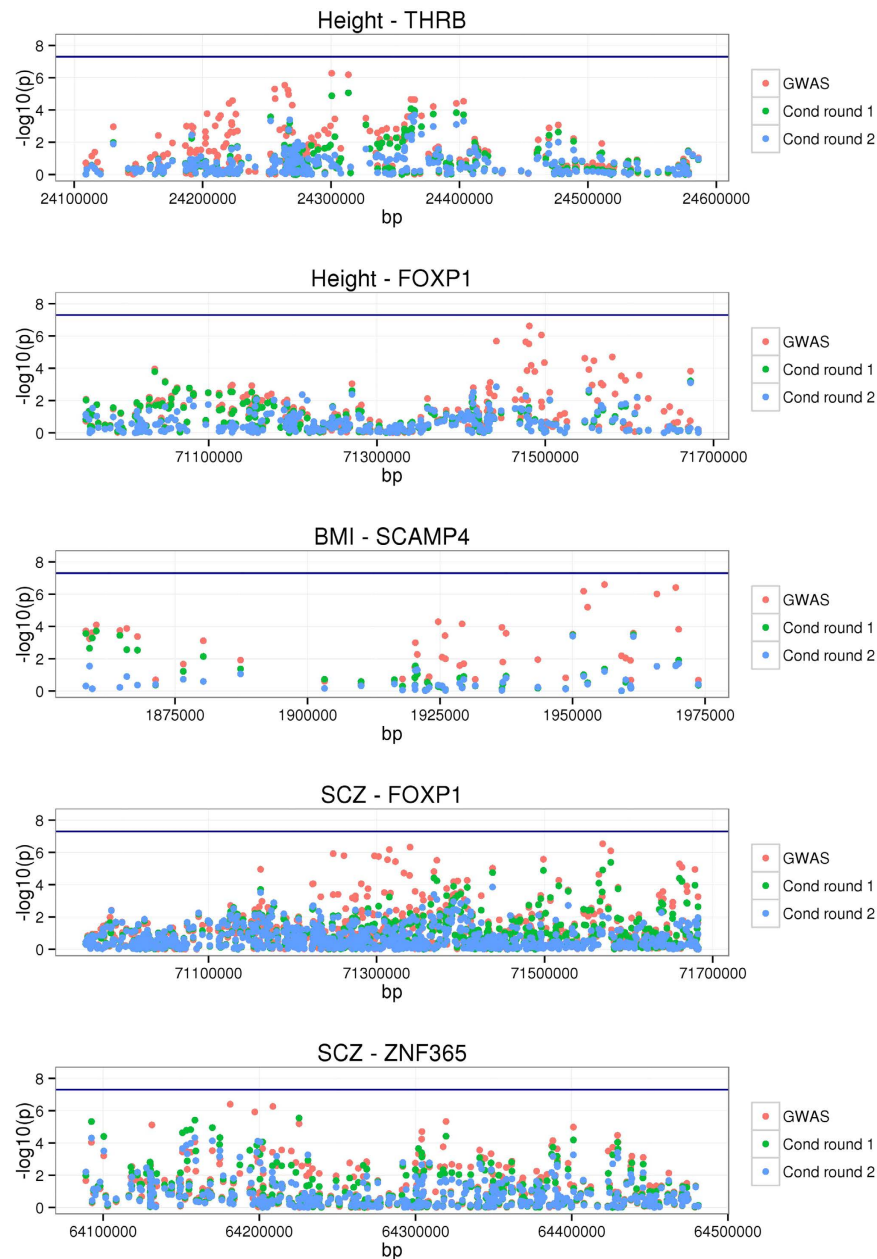 Height - THRB
8
6
4
2
0
-log10(p)
24100000 24200000 24300000 24400000 24500000 24600000
bp
GWAS
Cond round 1
Cond round 2
Height - FOXP1
8
6
4
2
0
-log10(p)
71100000 71300000 71500000 71700000
bp
GWAS
Cond round 1
Cond round 2
BMI - SCAMP4
8
6
4
2
0
-log10(p)
1875000 1900000 1925000 1950000 1975000
bp
GWAS
Cond round 1
Cond round 2
SCZ - FOXP1
8
6
4
2
0
-log10(p)
71100000 71300000 71500000 71700000
bp
GWAS
Cond round 1
Cond round 2
SCZ - ZNF365
8
6
4
2
0
-log10(p)
64100000 64200000 64300000 64400000 64500000
bp
GWAS
Cond round 1
Cond round 2